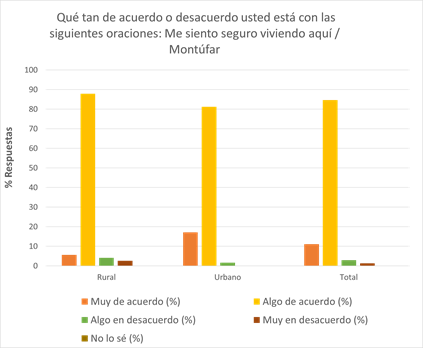 Qué tan de acuerdo o desacuerdo usted está con las
siguientes oraciones: Me siento seguro viviendo aquí /
Montúfar
100
90
80
70
60
50
40
30
20
10
0
% Respuestas
Rural
Urbano
Total
Muy de acuerdo (%)
Algo de acuerdo (%)
Algo en desacuerdo (%)
Muy en desacuerdo (%)
No lo sé (%)